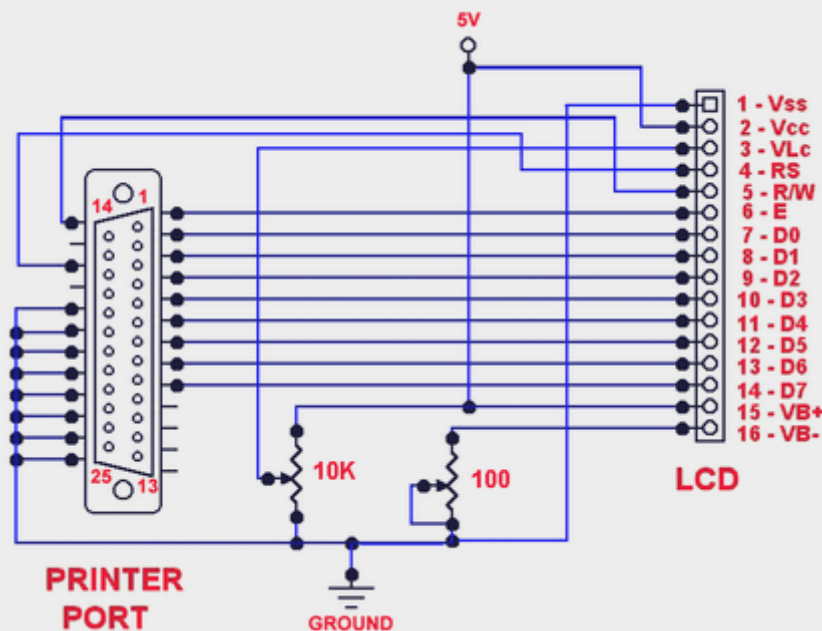 5V
1 - Vss
2 - Vcc
3 - VLc
4 - RS
5 - R/W
6 - E
7 - D0
8 - D1
9 - D2
10 - D3
11 - D4
12 - D5
13 - D6
14 - D7
15 - VB+
16 - VB-
LCD
14
1
25
13
10K
100
PRINTER
PORT
GROUND